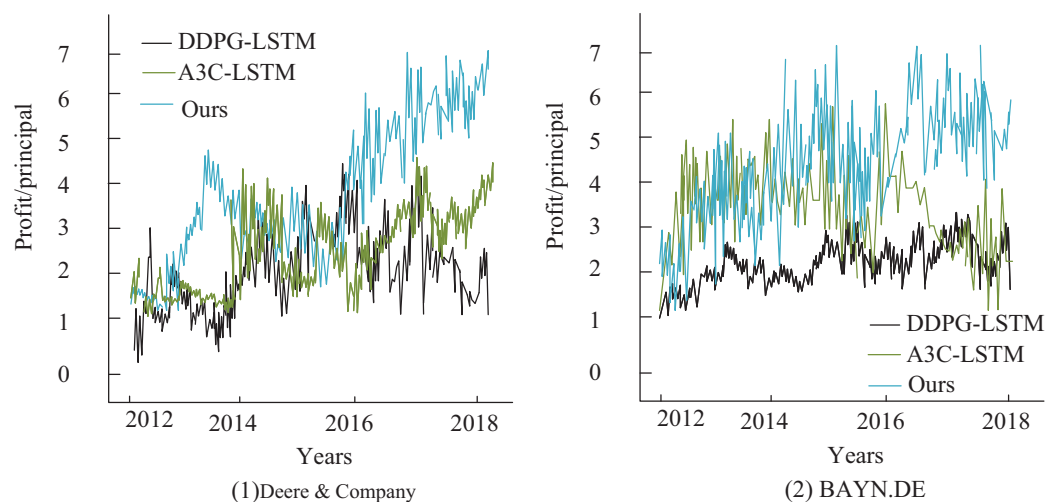 7
6
5
4
3
2
1
0
Profit/principal
DDPG-LSTM
A3C-LSTM
Ours
2012
2014
2016
2018
Years
(1)Deere & Company
7
6
5
4
3
2
1
0
Profit/principal
DDPG-LSTM
A3C-LSTM
Ours
2012
2014
2016
2018
Years
(2) BAYN.DE